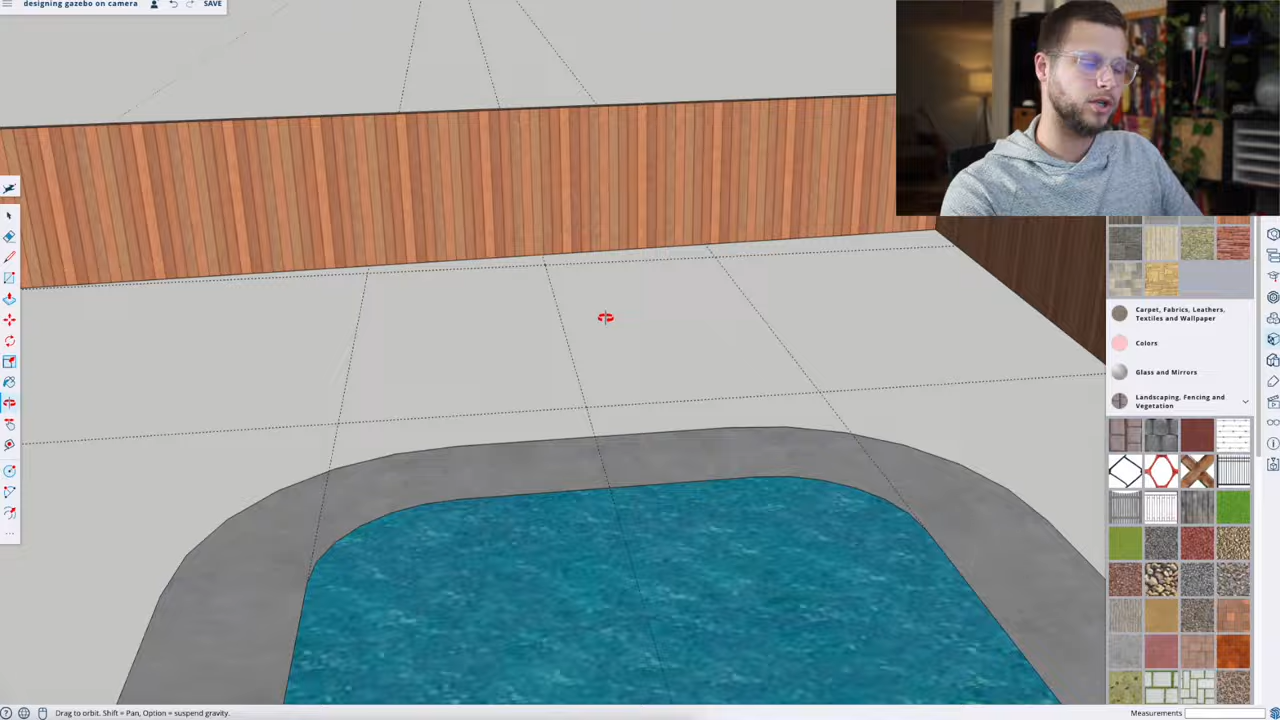 designing gazebo on camera
SAVE
Carpet, Fabrics, Leathers,
Textiles and Wallpaper
Colors
Glass and Mirrors
Landscaping, Fencing and
Vegetation
Drag to orbit. Shift = Pan, Option = suspend gravity.
Measurements